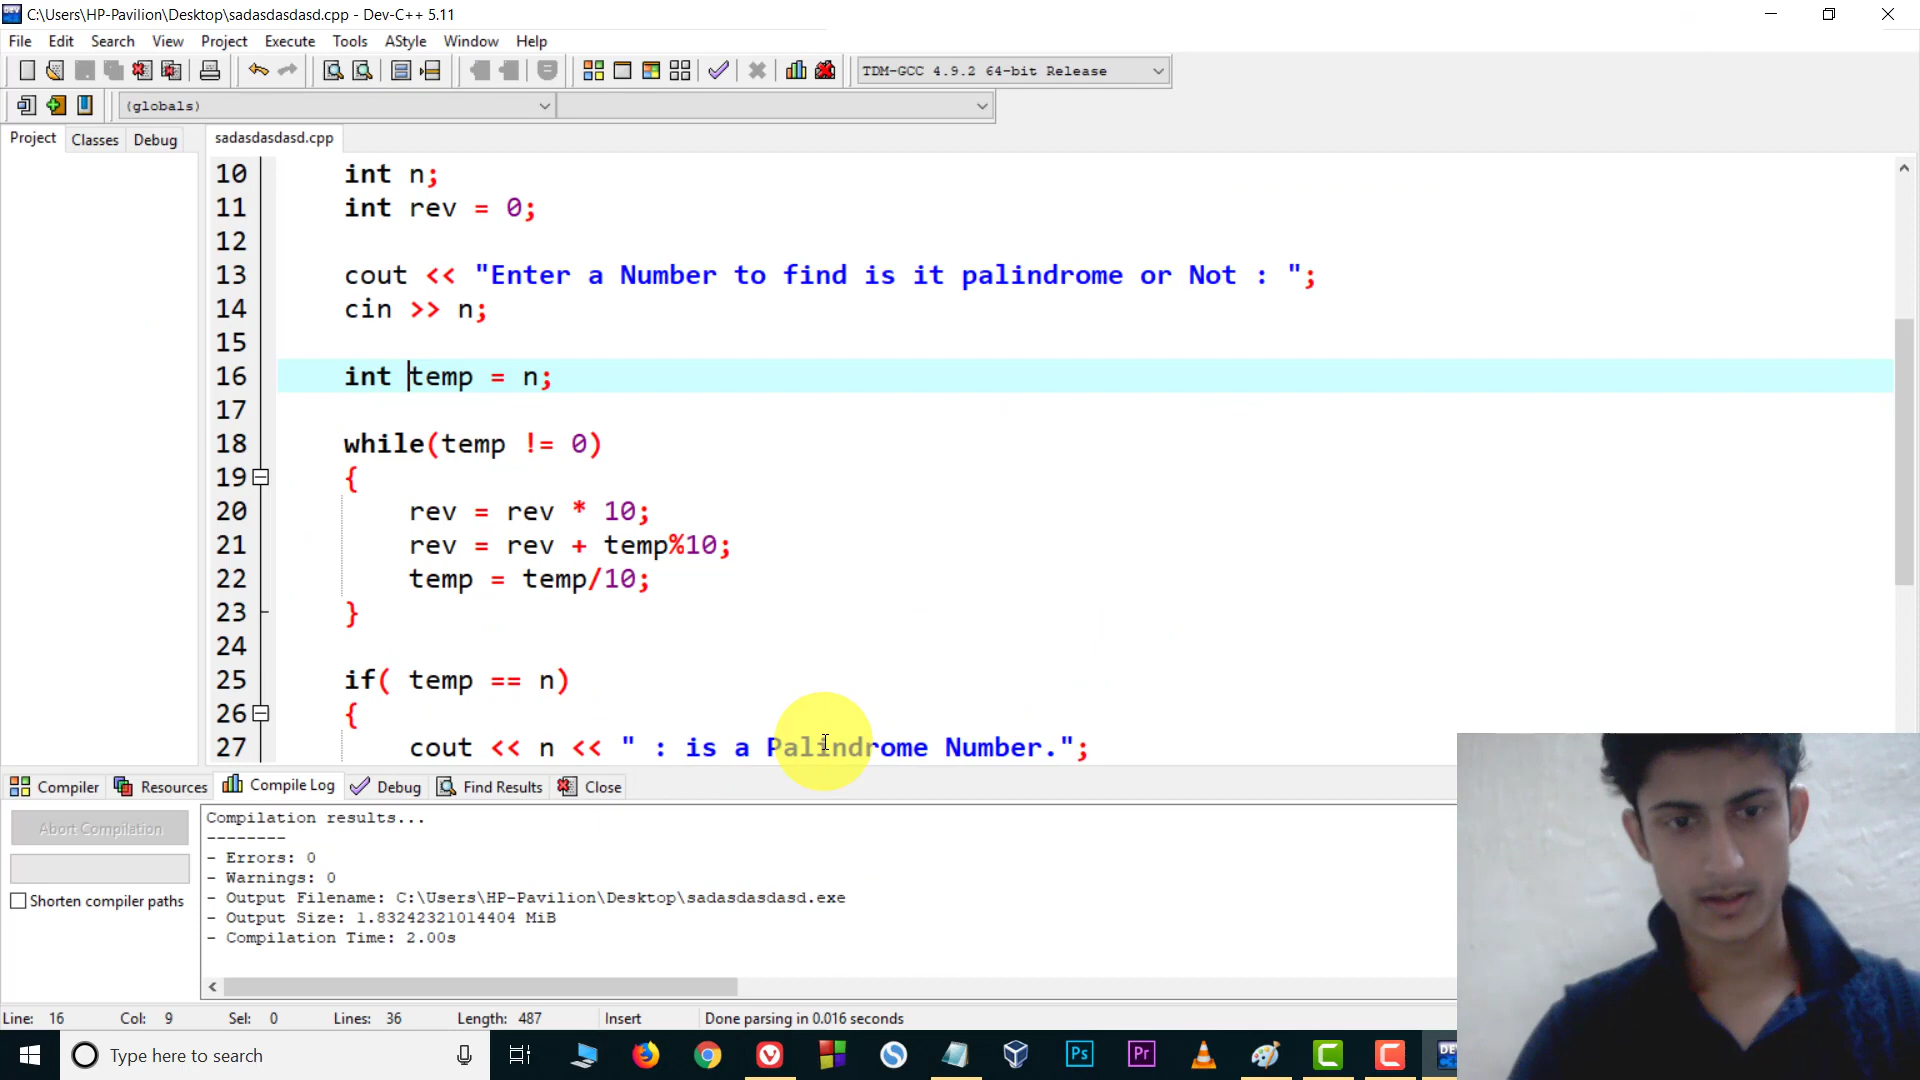 C:\Users\HP-Pavilion\Desktop\sadasdasdasd.cpp - Dev-C++ 5.11
File Edit Search View Project Execute Tools AStyle Window Help
TDM-GCC 4.9.2 64-bit Release
(globals)
Project Classes Debug sadasdasdasd.cpp
10 int n;
11 int rev = 0;
12
13 cout << "Enter a Number to find is it palindrome or Not : ";
14 cin >> n;
15
16 int temp = n;
17
18 while(temp != 0)
19 {
20 rev = rev * 10;
21 rev = rev + temp%10;
22 temp = temp/10;
23 }
24
25 if( temp == n)
26 {
27 cout << n << " : is a Palindrome Number.";
Compiler Resources Compile Log Debug Find Results Close
Abort Compilation
Shorten compiler paths
Compilation results...
--------
- Errors: 0
- Warnings: 0
- Output Filename: C:\Users\HP-Pavilion\Desktop\sadasdasdasd.exe
- Output Size: 1.83242321014404 MiB
- Compilation Time: 2.00s
Line: 16 Col: 9 Sel: 0 Lines: 36 Length: 487 Insert Done parsing in 0.016 seconds
Type here to search
Ps Pr